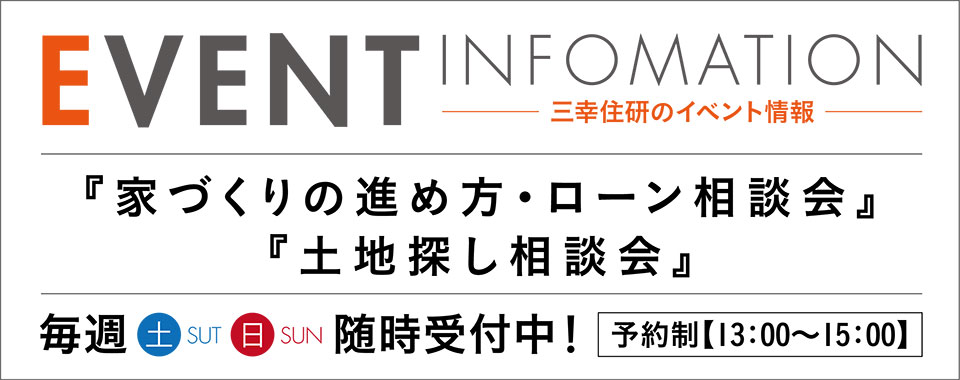 EVENT INFOMATION
三幸住研のイベント情報
『家づくりの進め方・ローン相談会』
『土地探し相談会』
毎週 土 SUT 日 SUN 随時受付中! 予約制【13:00〜15:00】